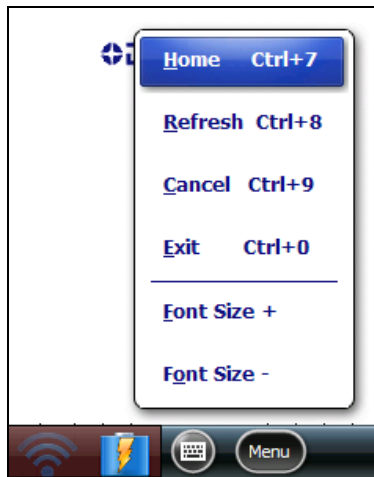 Home Ctrl+7
Refresh Ctrl+8
Cancel Ctrl+9
Exit Ctrl+0
Font Size +
Font Size -
Menu